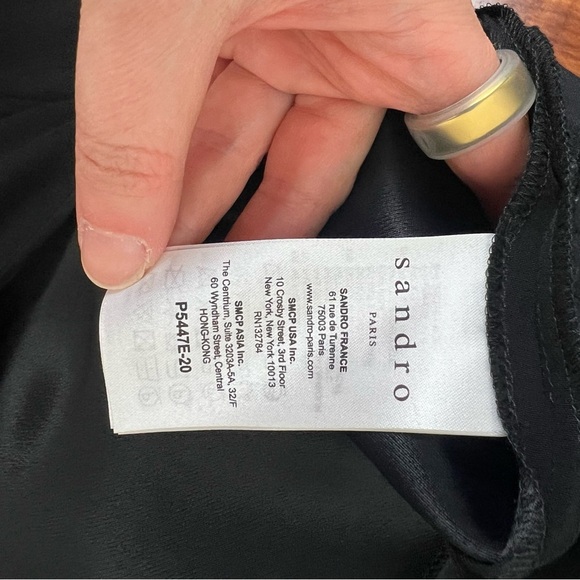 sandro
PARIS
SANDRO FRANCE
61 rue de Turenne
75003 Paris
www.sandro-paris.com
SMCP USA Inc.
10 Crosby Street, 3rd Floor
New York, New York 10013
RN132784
SMCP ASIA Inc.
The Centrium, Suite 3203A-5A, 32/F
60 Wyndham Street, Central
HONG-KONG
P5447E-20